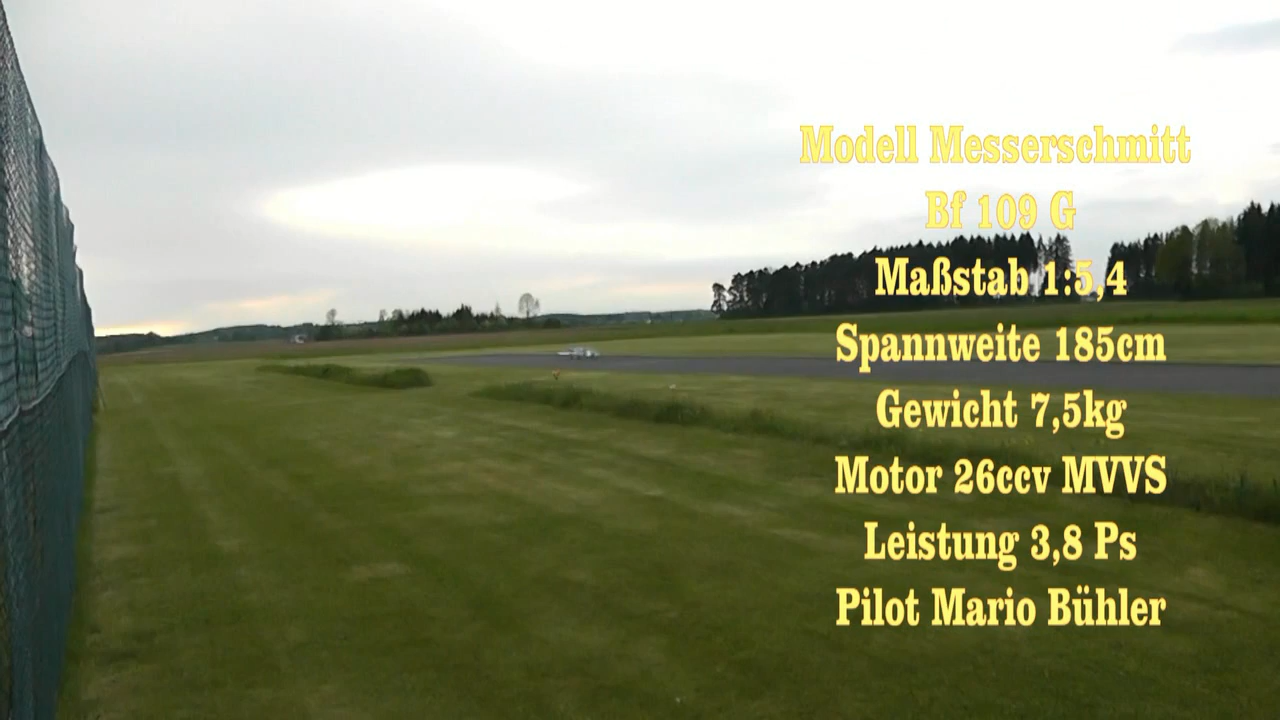 Modell Messerschmitt
Bf 109 G
Maßstab 1:5,4
Spannweite 185cm
Gewicht 7,5kg
Motor 26ccv MVVS
Leistung 3,8 Ps
Pilot Mario Bühler